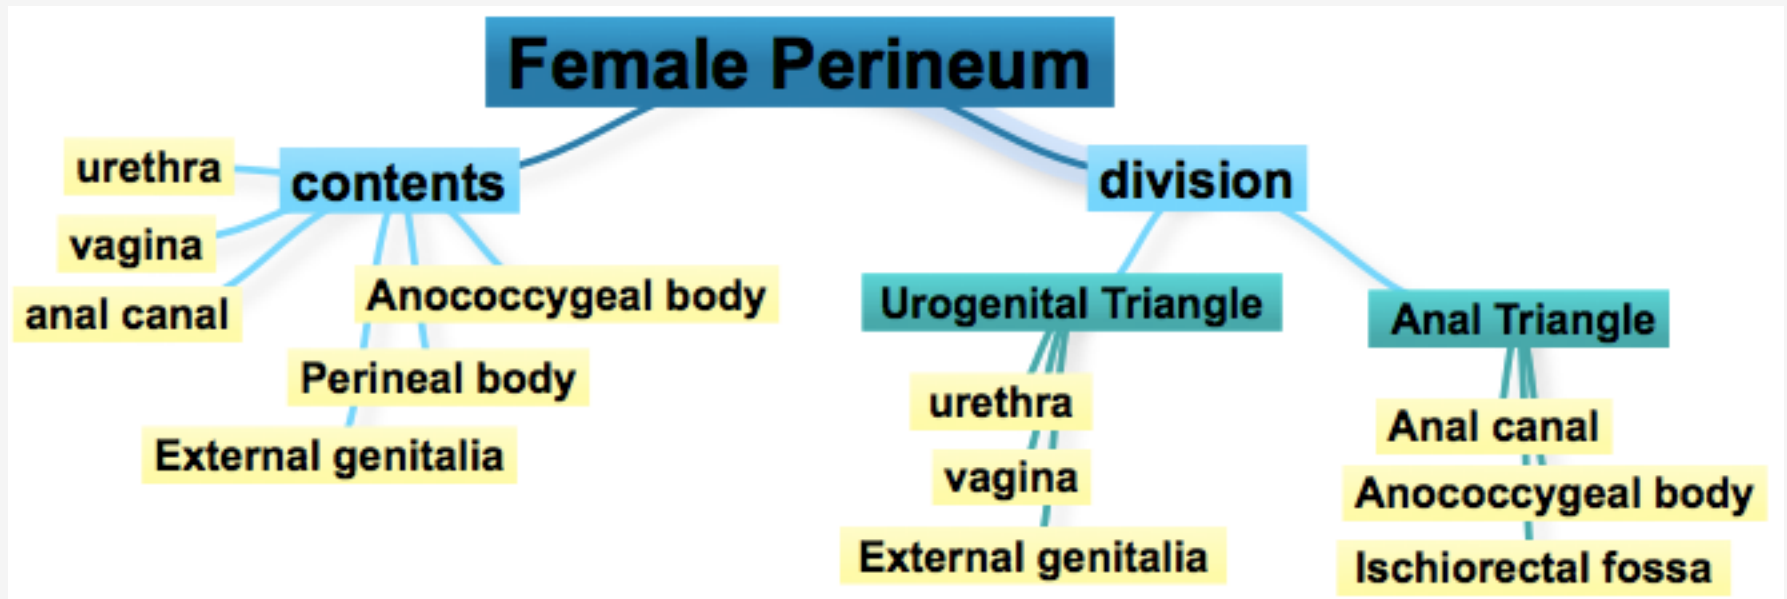 Female Perineum
contents
urethra
vagina
anal canal
Anococcygeal body
Perineal body
External genitalia
division
Urogenital Triangle
urethra
vagina
External genitalia
Anal Triangle
Anal canal
Anococcygeal body
Ischiorectal fossa